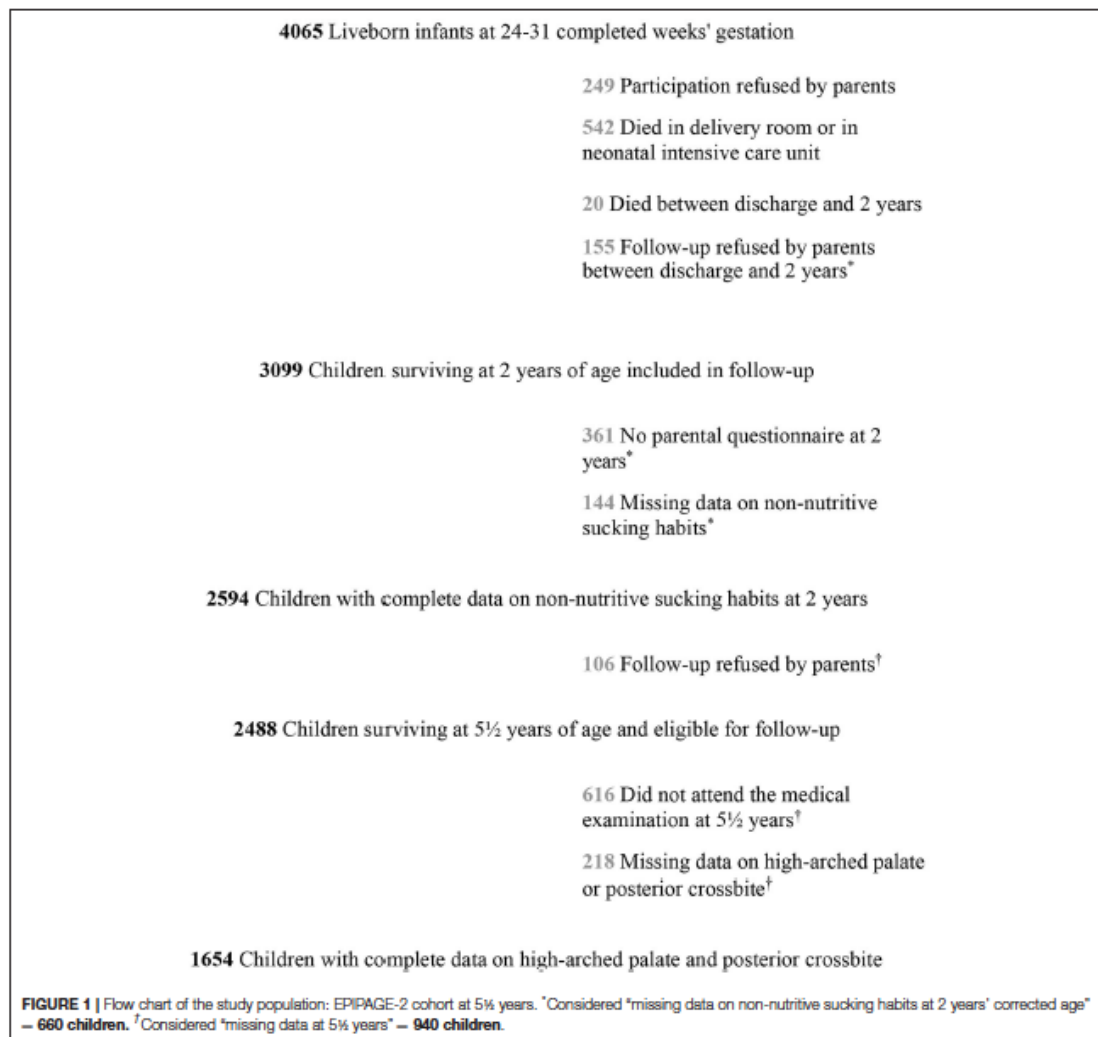 4065 Liveborn infants at 24-31 completed weeks' gestation
249 Participation refused by parents
542 Died in delivery room or in
neonatal intensive care unit
20 Died between discharge and 2 years
155 Follow-up refused by parents
between discharge and 2 years*
3099 Children surviving at 2 years of age included in follow-up
361 No parental questionnaire at 2
years*
144 Missing data on non-nutritive
sucking habits*
2594 Children with complete data on non-nutritive sucking habits at 2 years
106 Follow-up refused by parents†
2488 Children surviving at 5½ years of age and eligible for follow-up
616 Did not attend the medical
examination at 5½ years†
218 Missing data on high-arched palate
or posterior crossbite†
1654 Children with complete data on high-arched palate and posterior crossbite
FIGURE 1 | Flow chart of the study population: EPIPAGE-2 cohort at 5½ years. *Considered "missing data on non-nutritive sucking habits at 2 years' corrected age"
– 660 children. †Considered "missing data at 5½ years" – 940 children.